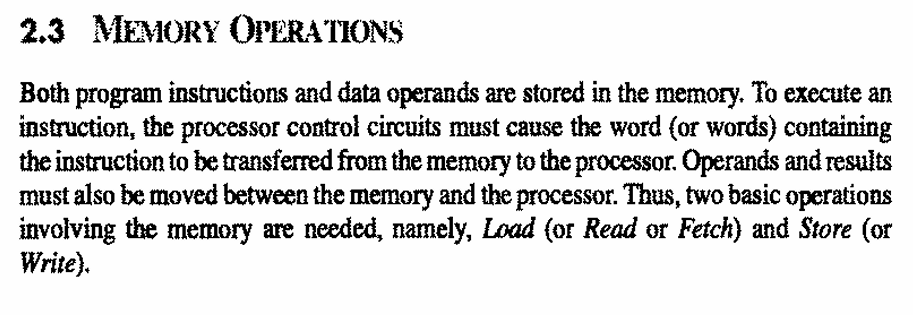 2.3 MEMORY OPERATIONS
Both program instructions and data operands are stored in the memory. To execute an
instruction, the processor control circuits must cause the word (or words) containing
the instruction to be transferred from the memory to the processor. Operands and results
must also be moved between the memory and the processor. Thus, two basic operations
involving the memory are needed, namely, Load (or Read or Fetch) and Store (or
Write).